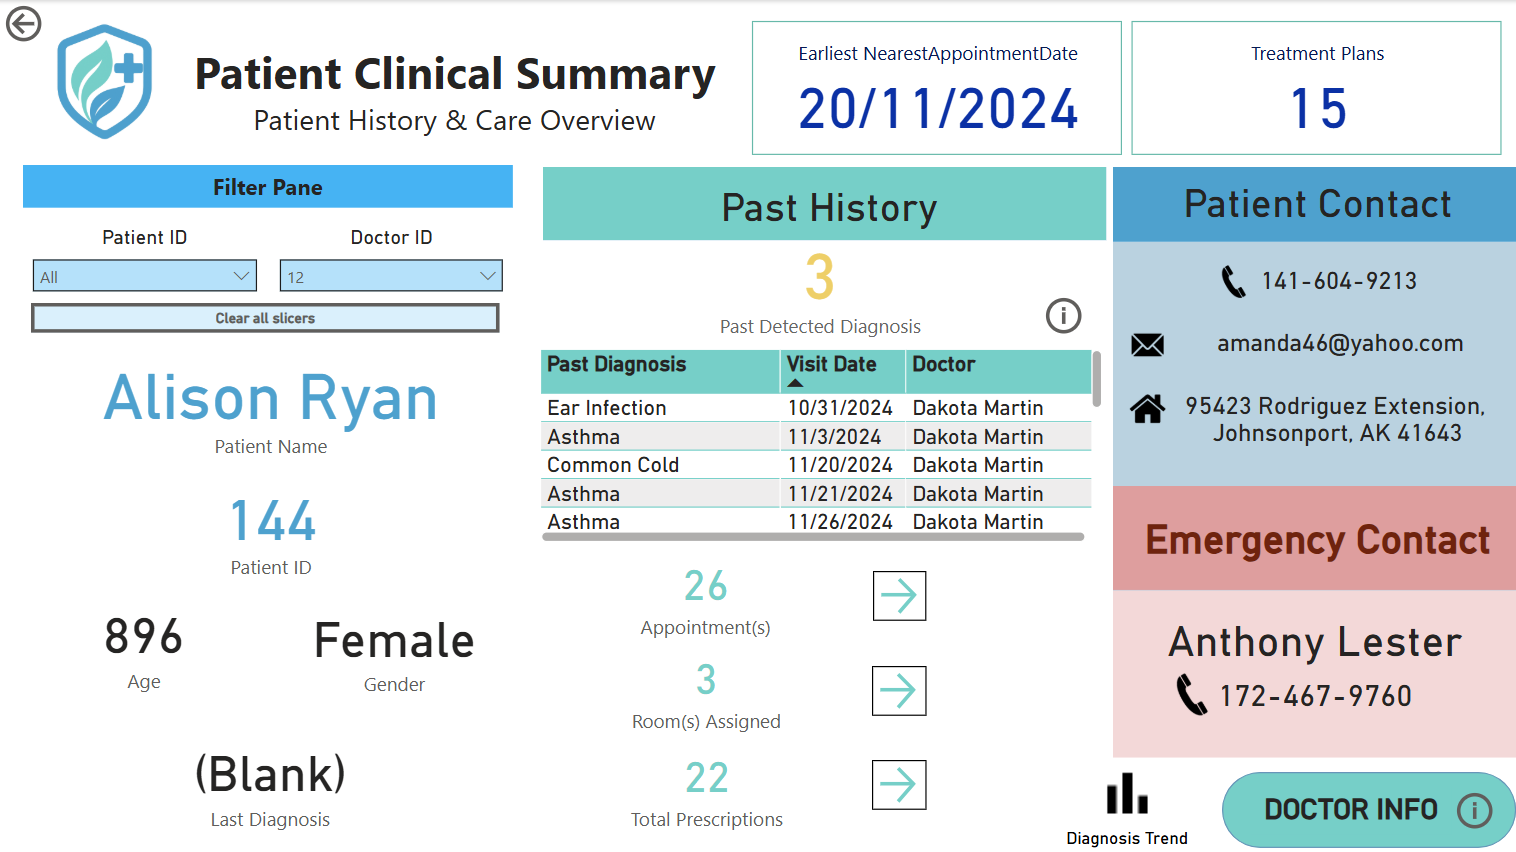 Patient Clinical Summary
Patient History & Care Overview
Earliest NearestAppointmentDate
20/11/2024
Treatment Plans
15
Filter Pane
Patient ID
Doctor ID
All
12
Clear all slicers
Alison Ryan
Patient Name
144
Patient ID
896
Age
Female
Gender
(Blank)
Last Diagnosis
Past History
3
Past Detected Diagnosis
Past Diagnosis Visit Date Doctor
Ear Infection 10/31/2024 Dakota Martin
Asthma 11/3/2024 Dakota Martin
Common Cold 11/20/2024 Dakota Martin
Asthma 11/21/2024 Dakota Martin
Asthma 11/26/2024 Dakota Martin
26
Appointment(s)
3
Room(s) Assigned
22
Total Prescriptions
Patient Contact
141-604-9213
amanda46@yahoo.com
95423 Rodriguez Extension,
Johnsonport, AK 41643
Emergency Contact
Anthony Lester
172-467-9760
Diagnosis Trend
DOCTOR INFO